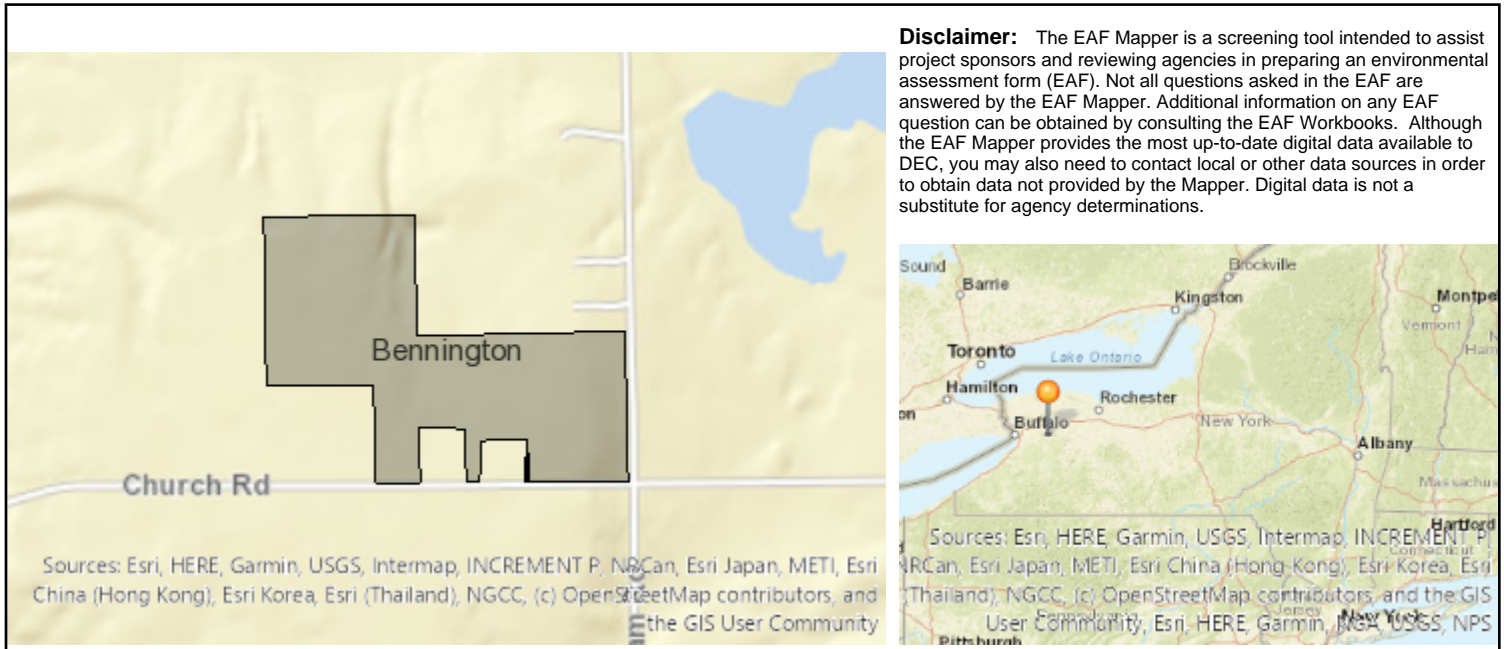 Disclaimer: The EAF Mapper is a screening tool intended to assist
project sponsors and reviewing agencies in preparing an environmental
assessment form (EAF). Not all questions asked in the EAF are
answered by the EAF Mapper. Additional information on any EAF
question can be obtained by consulting the EAF Workbooks. Although
the EAF Mapper provides the most up-to-date digital data available to
DEC, you may also need to contact local or other data sources in order
to obtain data not provided by the Mapper. Digital data is not a
substitute for agency determinations.
Bennington
Church Rd
Sources: Esri, HERE, Garmin, USGS, Intermap, INCREMENT P, NRCan, Esri Japan, METI, Esri
China (Hong Kong), Esri Korea, Esri (Thailand), NGCC, (c) OpenStreetMap contributors, and
the GIS User Community
Sound
Barrie
Brockville
Kingston
Montpe
Vermont
Toronto
Lake Ontario
Hamilton
Rochester
Buffalo
New York
Albany
Massachus
Hartford
Connecticut
Sources: Esri, HERE, Garmin, USGS, Intermap, INCREMENT P,
NRCan, Esri Japan, METI, Esri China (Hong Kong), Esri Korea, Esri
(Thailand), NGCC, (c) OpenStreetMap contributors, and the GIS
User Community, Esri, HERE, Garmin, NGA, USGS, NPS
Pennsylvania
Jersey
New York
Pittsburgh